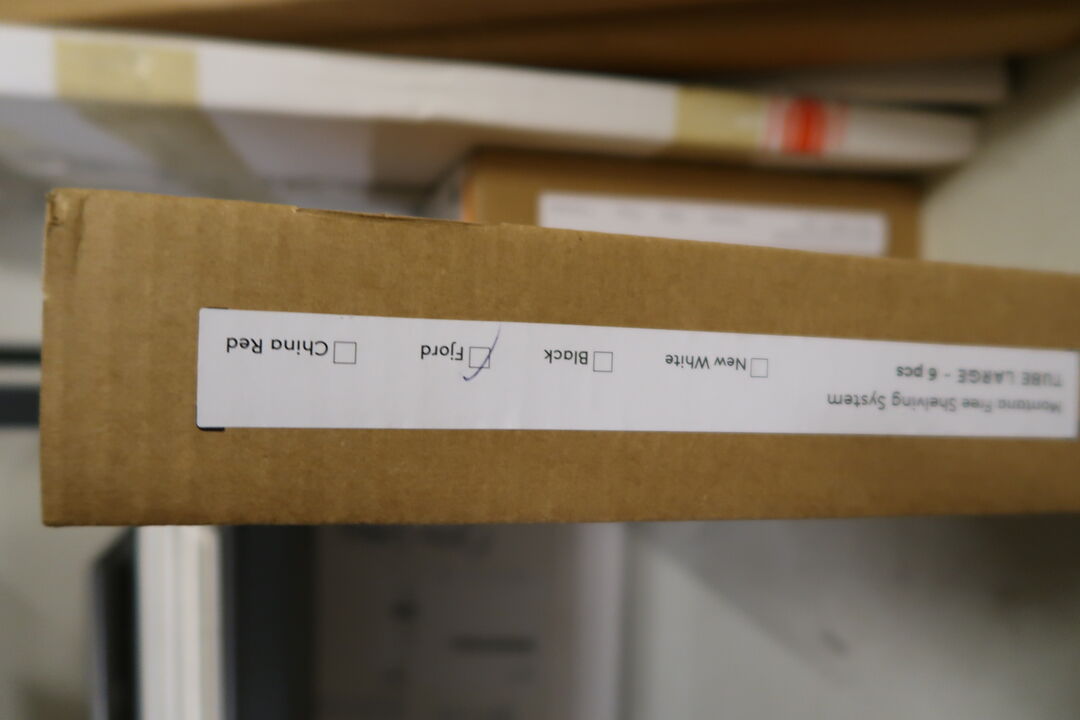 Montana Free Shelving System
TUBE LARGE - 6 pcs
☐ New White ☐ Black ☑ Fjord ☐ China Red